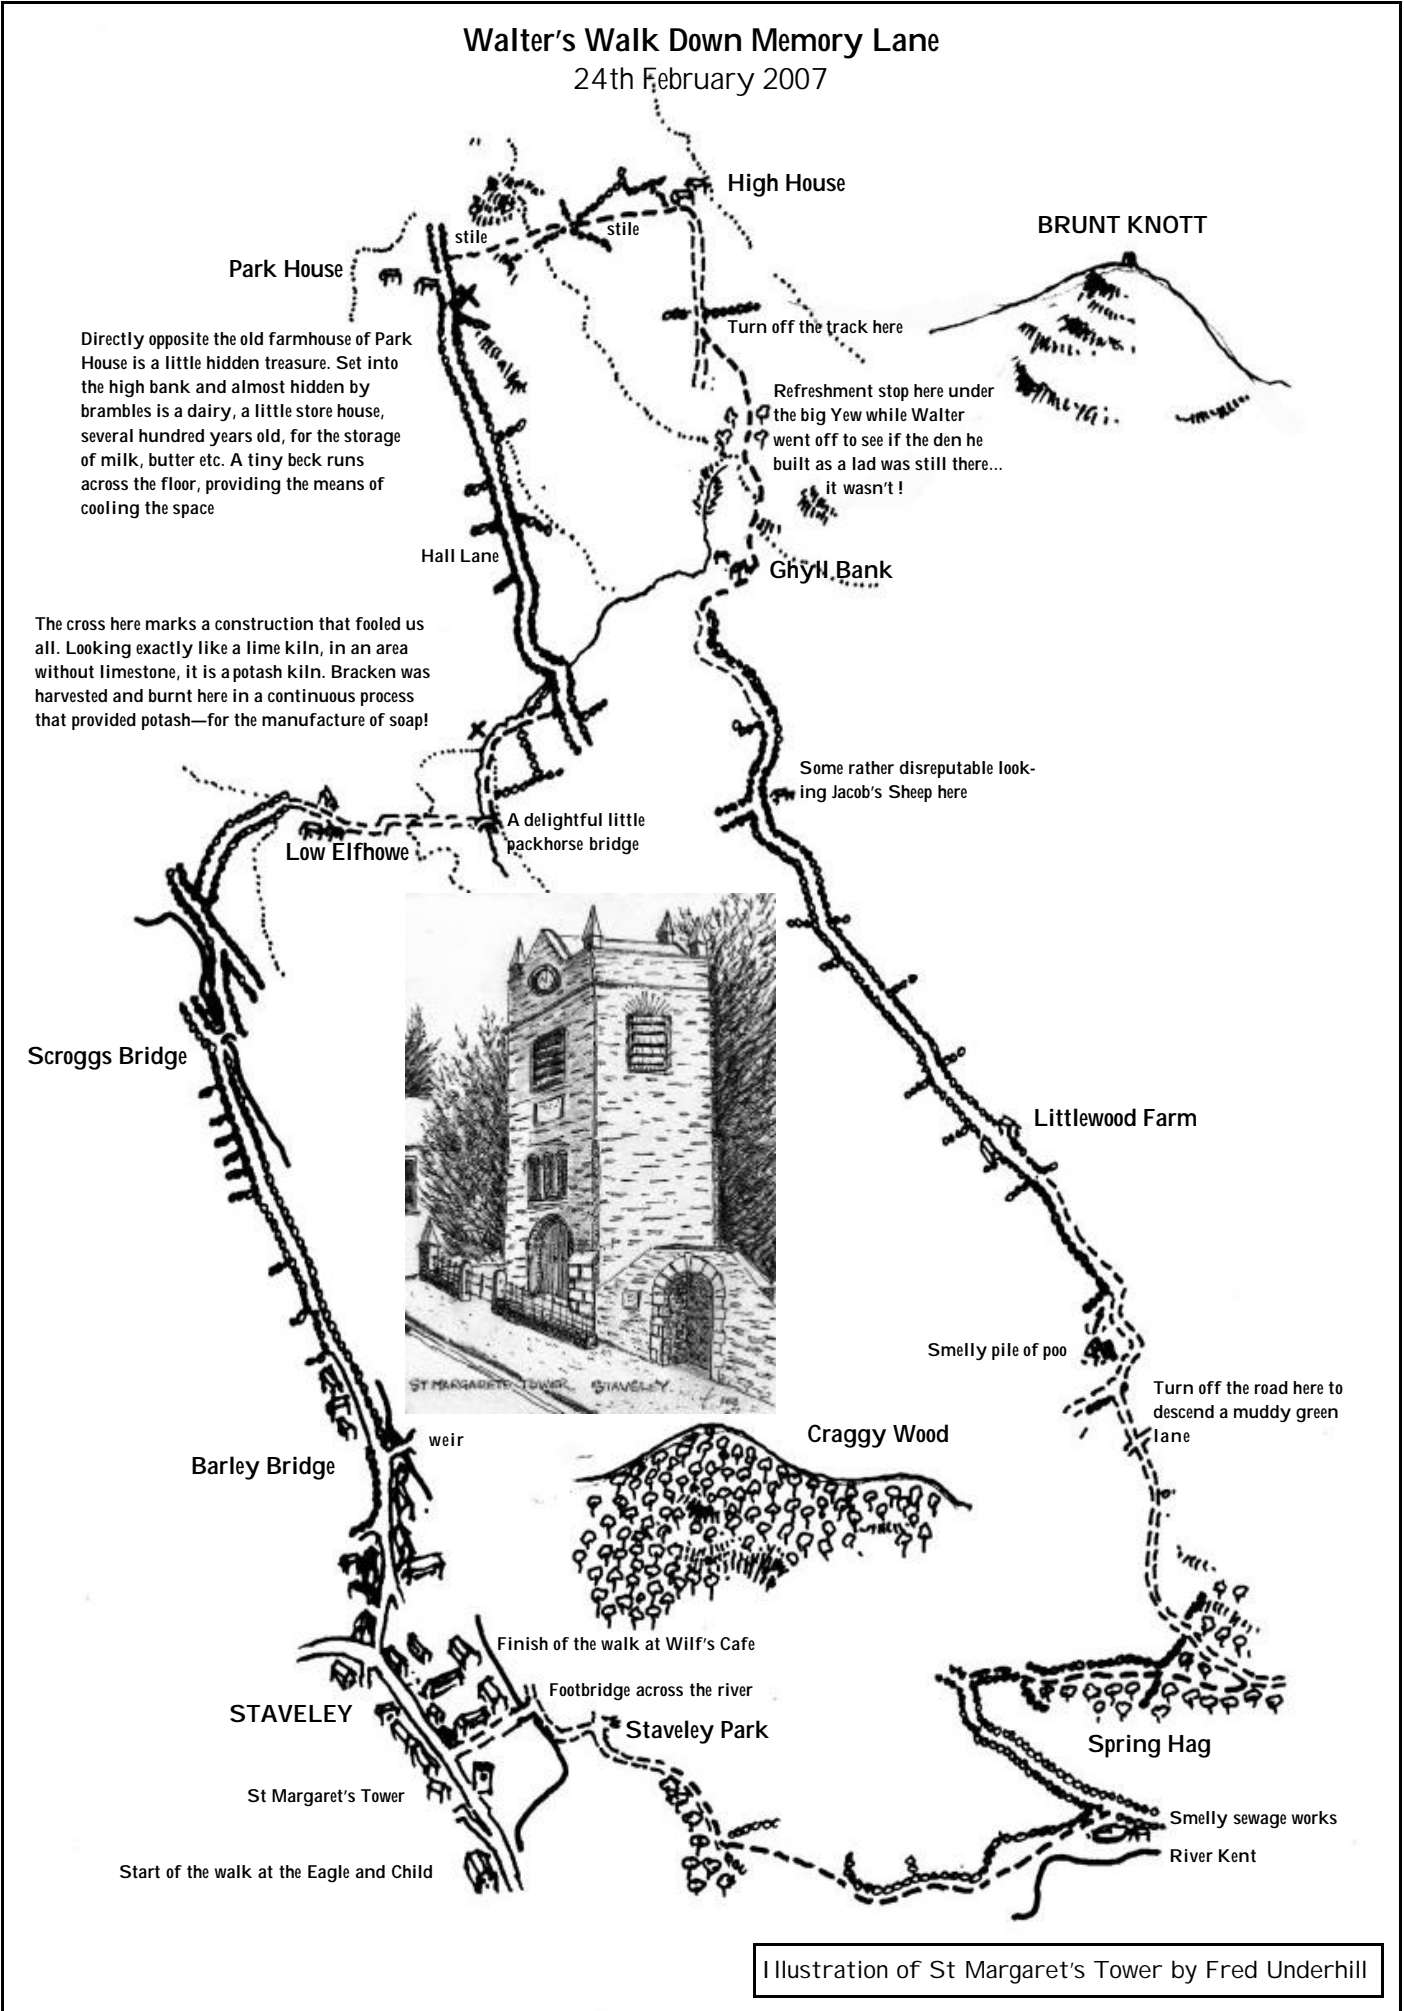 Walter's Walk Down Memory Lane
24th February 2007
High House
BRUNT KNOTT
stile
stile
Park House
Turn off the track here
Directly opposite the old farmhouse of Park
House is a little hidden treasure. Set into
the high bank and almost hidden by
brambles is a dairy, a little store house,
several hundred years old, for the storage
of milk, butter etc. A tiny beck runs
across the floor, providing the means of
cooling the space
Refreshment stop here under
the big Yew while Walter
went off to see if the den he
built as a lad was still there...
it wasn't !
Hall Lane
Ghyll Bank
The cross here marks a construction that fooled us
all. Looking exactly like a lime kiln, in an area
without limestone, it is a potash kiln. Bracken was
harvested and burnt here in a continuous process
that provided potash—for the manufacture of soap!
Some rather disreputable look-
ing Jacob's Sheep here
A delightful little
packhorse bridge
Low Elfhowe
Scroggs Bridge
Littlewood Farm
Smelly pile of poo
ST MARGARETS TOWER STAVELEY.
Turn off the road here to
descend a muddy green
lane
Craggy Wood
weir
Barley Bridge
Finish of the walk at Wilf's Cafe
Footbridge across the river
STAVELEY
Staveley Park
Spring Hag
St Margaret's Tower
Smelly sewage works
River Kent
Start of the walk at the Eagle and Child
Illustration of St Margaret's Tower by Fred Underhill